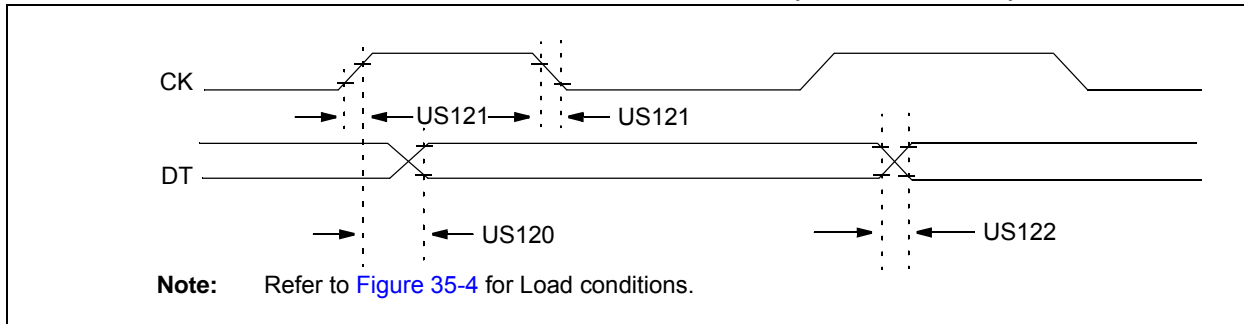 CK
US121 US121
DT
US120 US122
Note: Refer to Figure 35-4 for Load conditions.